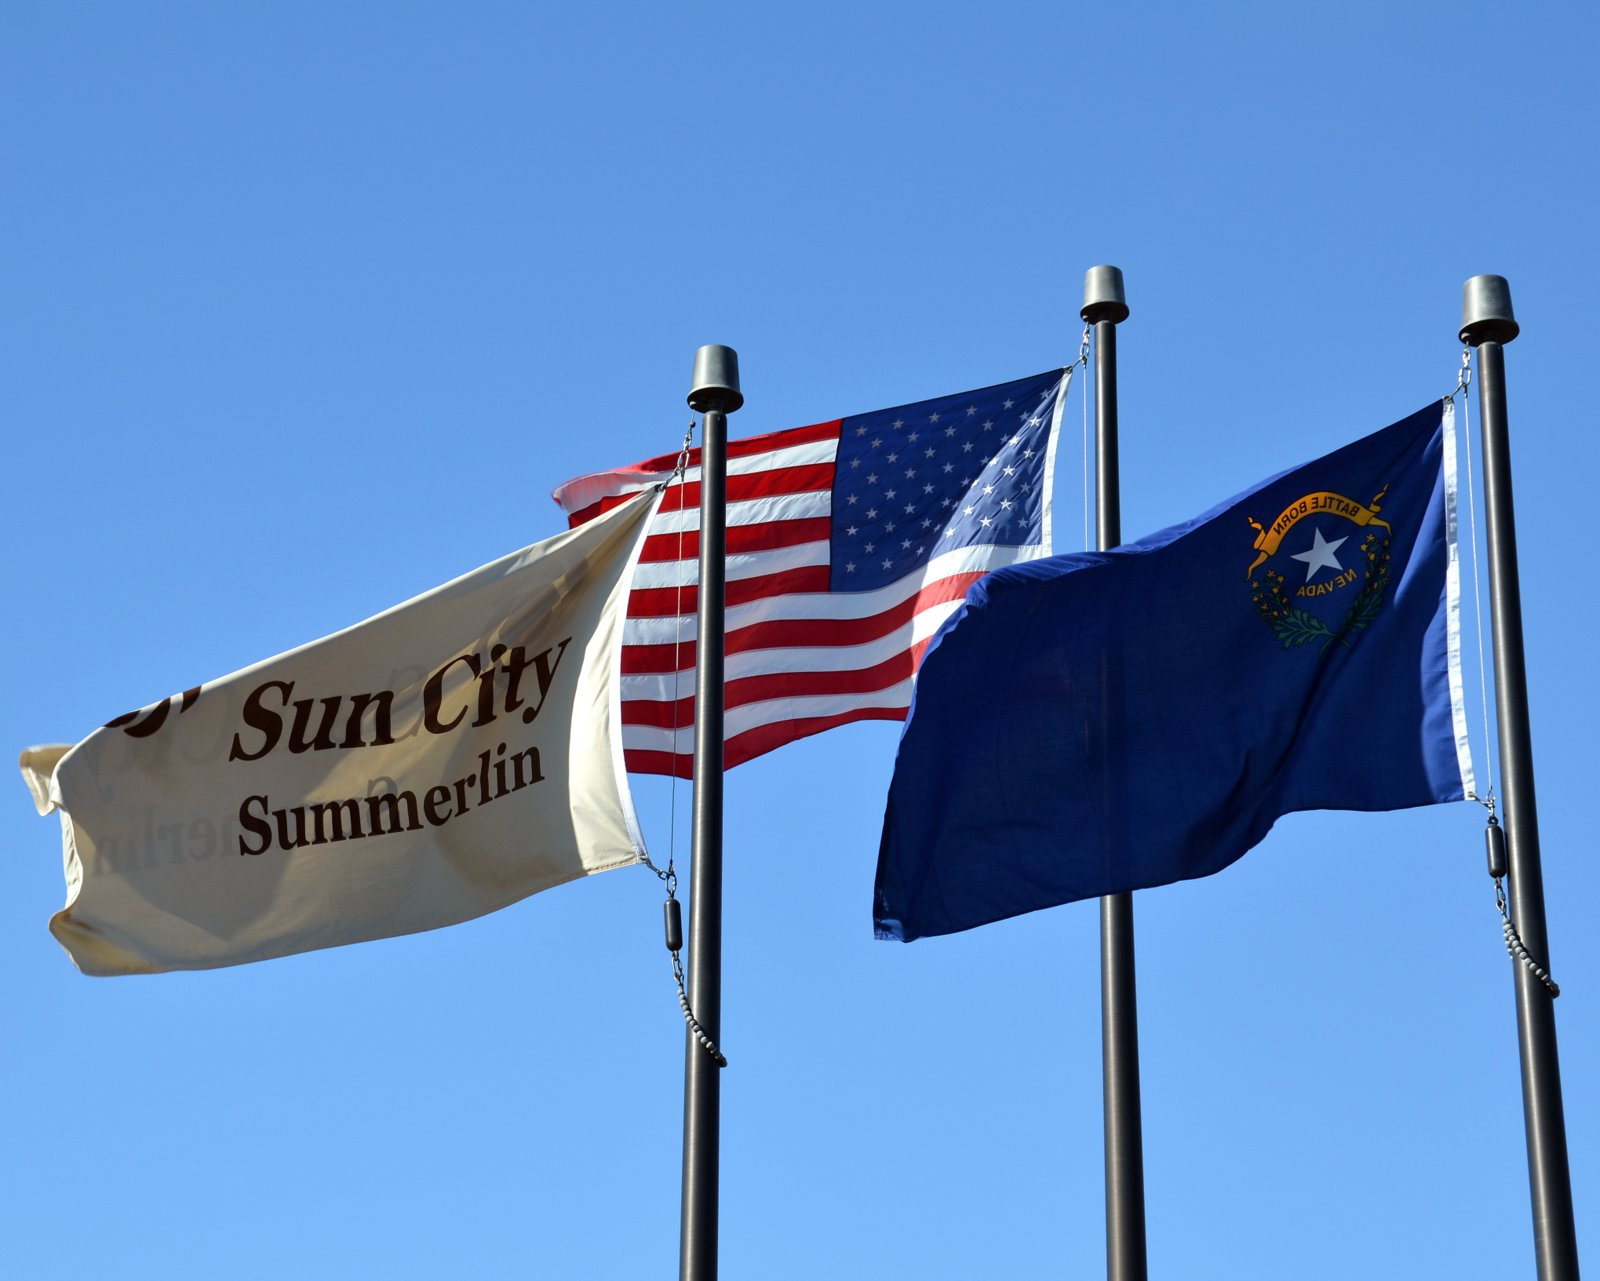 Sun City
Summerlin
BATTLE BORN
NEVADA